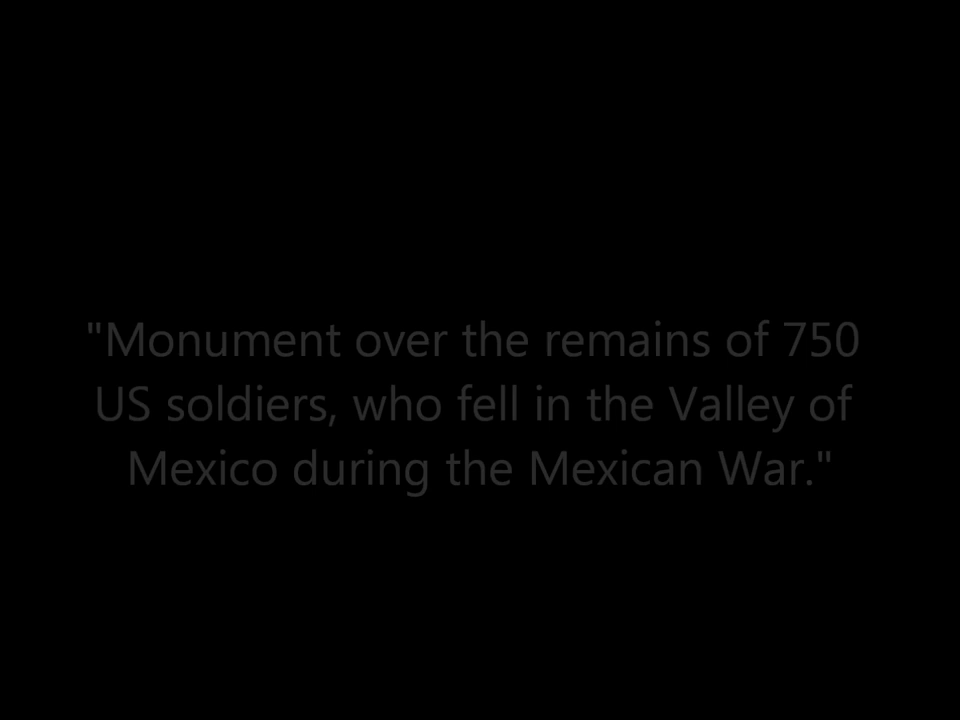 "Monument over the remains of 750
US soldiers, who fell in the Valley of
Mexico during the Mexican War."